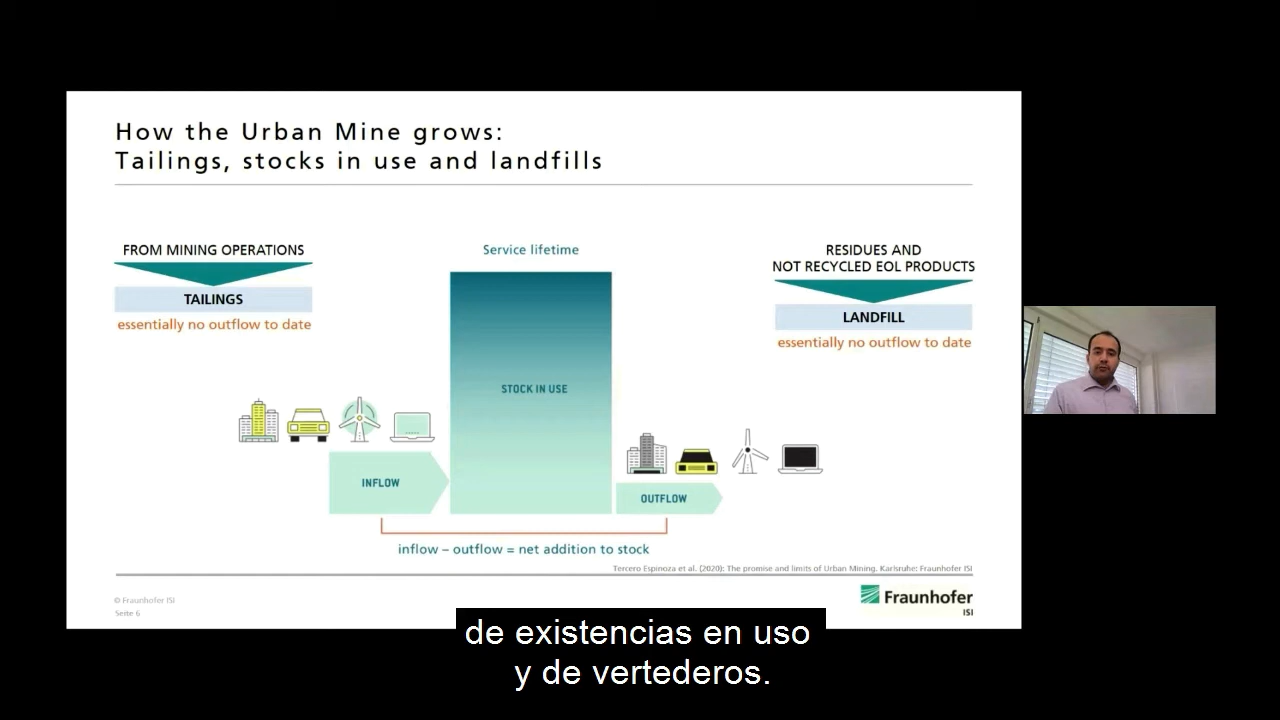 How the Urban Mine grows:
Tailings, stocks in use and landfills
FROM MINING OPERATIONS
TAILINGS
essentially no outflow to date
Service lifetime
STOCK IN USE
RESIDUES AND
NOT RECYCLED EOL PRODUCTS
LANDFILL
essentially no outflow to date
INFLOW
OUTFLOW
inflow – outflow = net addition to stock
Tercero Espinoza et al. (2020): The promise and limits of Urban Mining. Karlsruhe: Fraunhofer ISI
© Fraunhofer ISI
Seite 6
Fraunhofer
ISI
de existencias en uso
y de vertederos.